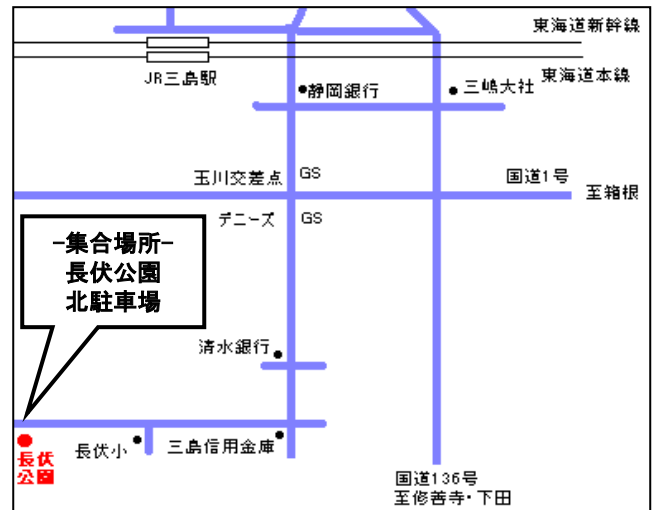 東海道新幹線
JR三島駅
東海道本線
静岡銀行
三嶋大社
玉川交差点
GS
国道1号
至箱根
デニーズ
GS
-集合場所-
長伏公園
北駐車場
清水銀行
長伏
公園
長伏小
三島信用金庫
国道136号
至修善寺・下田